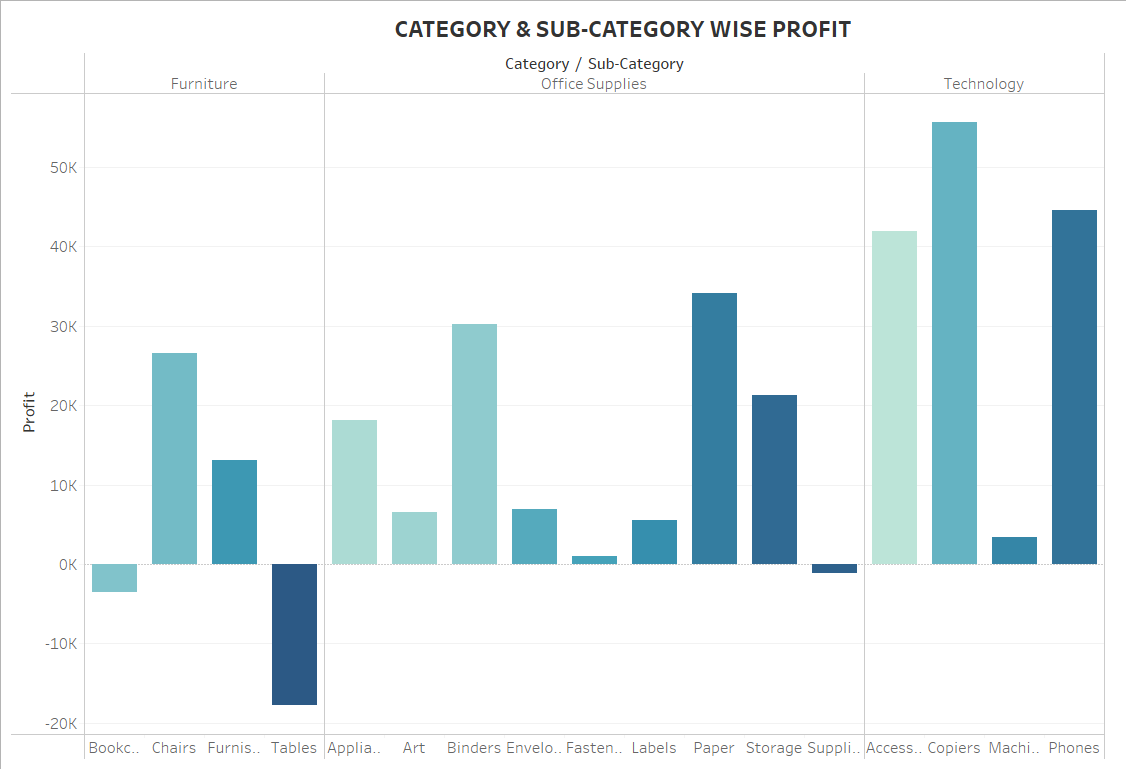 CATEGORY & SUB-CATEGORY WISE PROFIT
Category / Sub-Category
Furniture Office Supplies Technology
Profit
50K
40K
30K
20K
10K
0K
-10K
-20K
Bookc.. Chairs Furnis.. Tables Applia.. Art Binders Envelo.. Fasten.. Labels Paper Storage Suppli.. Access.. Copiers Machi.. Phones